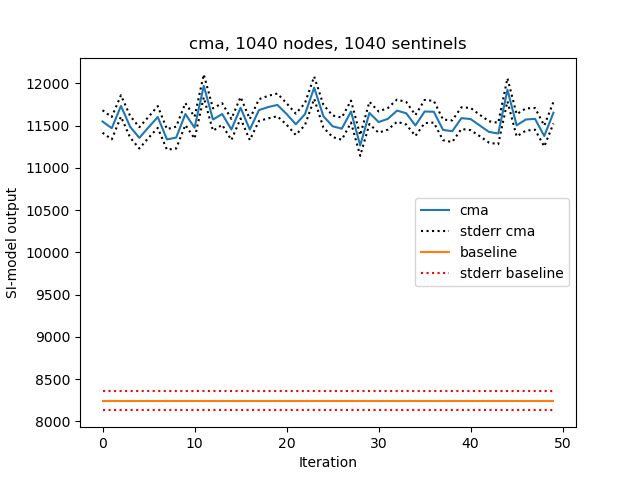 cma, 1040 nodes, 1040 sentinels
SI-model output
12000
11500
11000
10500
10000
9500
9000
8500
8000
cma
stderr cma
baseline
stderr baseline
0 10 20 30 40 50
Iteration